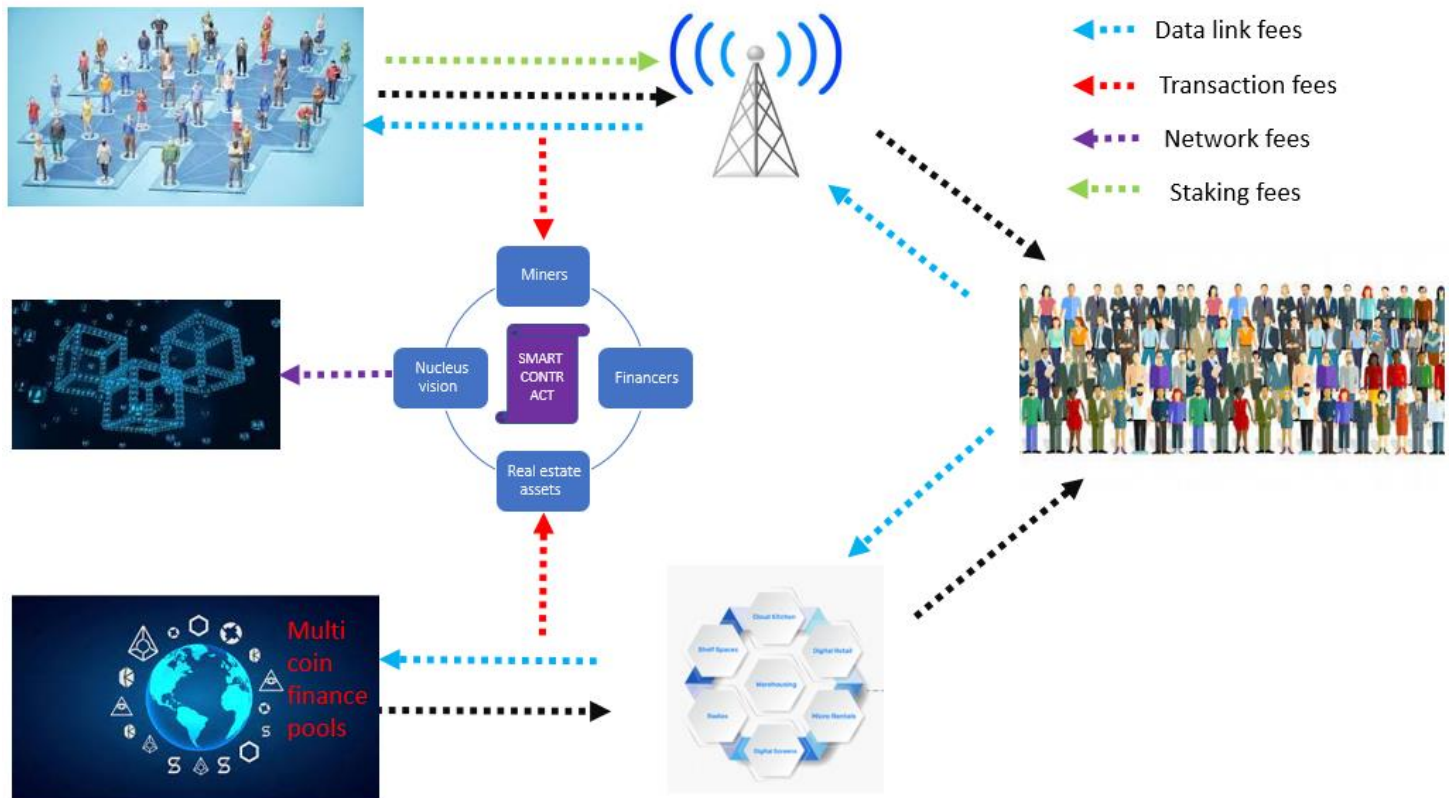 Data link fees
Transaction fees
Network fees
Staking fees
Miners
Nucleus
vision
SMART
CONTR
ACT
Financers
Real estate
assets
Multi
coin
finance
pools
Cloud Kitchen
Shelf Spaces
Digital Retail
Warehousing
Micro Rentals
Digital Screens